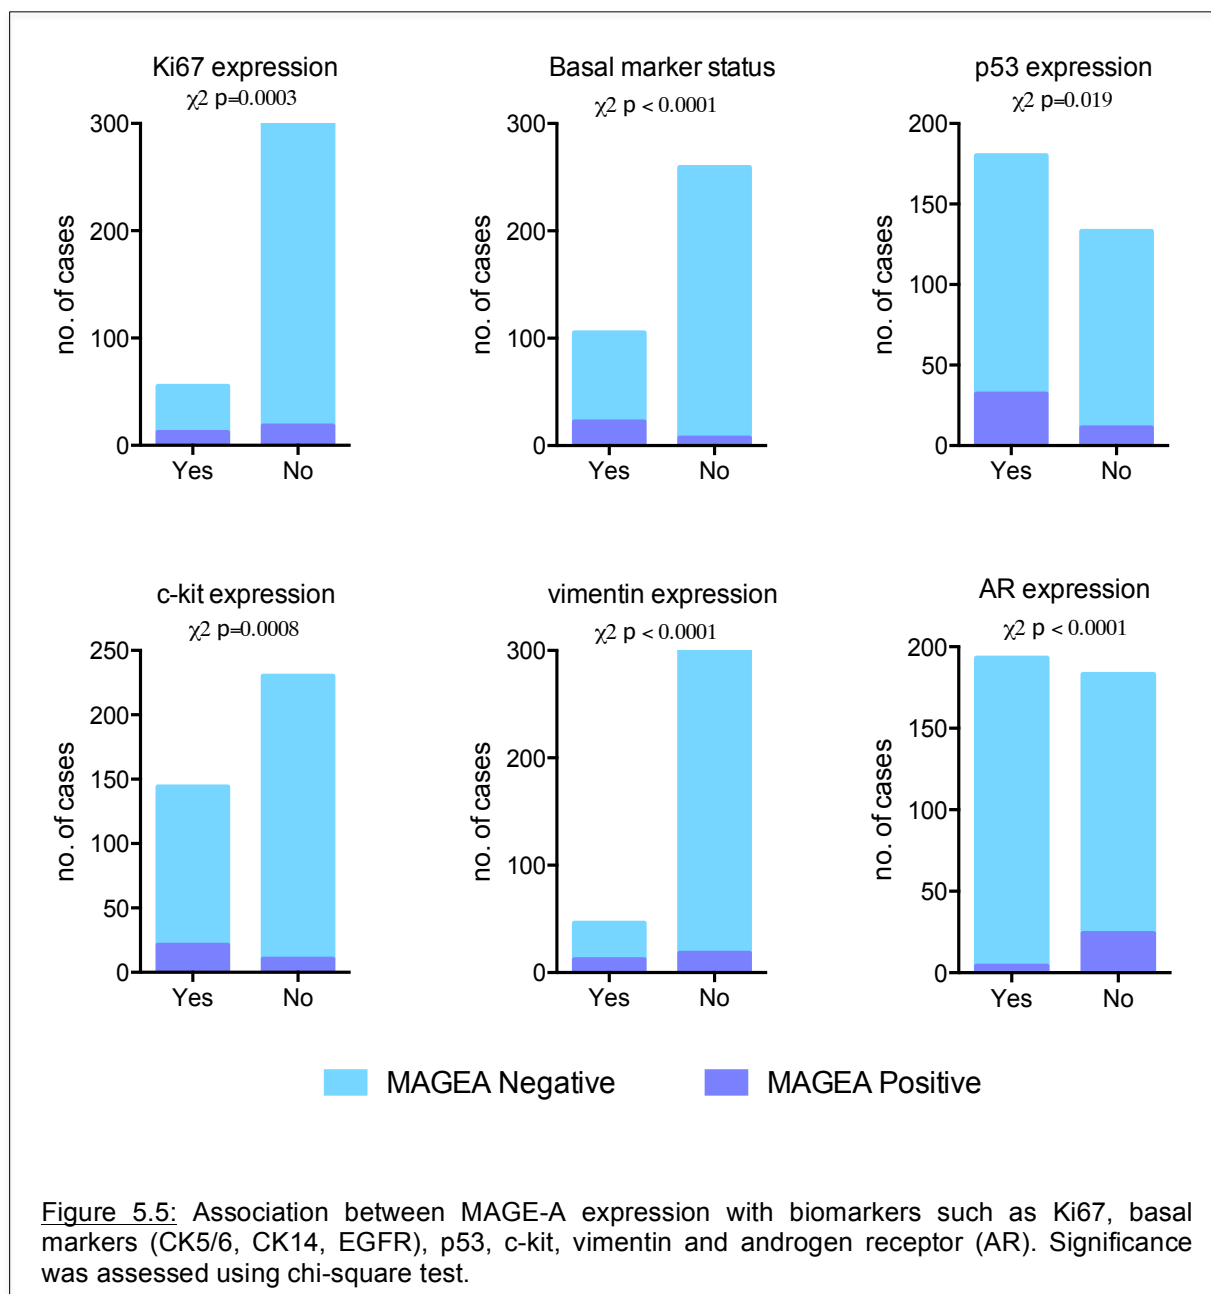 Ki67 expression
χ2 p=0.0003
300
200
100
0
no. of cases
Yes No
Basal marker status
χ2 p < 0.0001
300
200
100
0
no. of cases
Yes No
p53 expression
χ2 p=0.019
200
150
100
50
0
no. of cases
Yes No
c-kit expression
χ2 p=0.0008
250
200
150
100
50
0
no. of cases
Yes No
vimentin expression
χ2 p < 0.0001
300
200
100
0
no. of cases
Yes No
AR expression
χ2 p < 0.0001
200
150
100
50
0
no. of cases
Yes No
MAGEA Negative MAGEA Positive
Figure 5.5: Association between MAGE-A expression with biomarkers such as Ki67, basal
markers (CK5/6, CK14, EGFR), p53, c-kit, vimentin and androgen receptor (AR). Significance
was assessed using chi-square test.